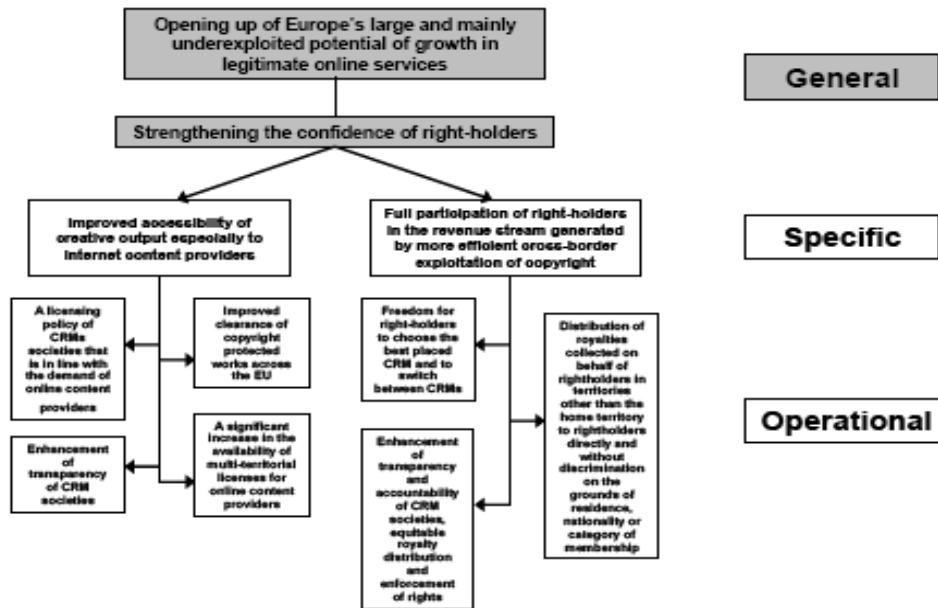 Opening up of Europe's large and mainly
underexploited potential of growth in
legitimate online services
General
Strengthening the confidence of right-holders
Improved accessibility of
creative output especially to
internet content providers
Full participation of right-holders
in the revenue stream generated
by more efficient cross-border
exploitation of copyright
Specific
A licensing
policy of
CRMs
societies that
is in line with
the demand of
online content
providers
Improved
clearance of
copyright
protected
works across
the EU
Freedom for
right-holders
to choose the
best placed
CRM and to
switch
between CRMs
Distribution of
royalties
collected on
behalf of
rightholders in
territories
other than the
home territory
to rightholders
directly and
without
discrimination
on the
grounds of
residence,
nationality or
category of
membership
Operational
Enhancement
of
transparency
of CRM
societies
A significant
increase in the
availability of
multi-territorial
licenses for
online content
providers
Enhancement
of
transparency
and
accountability
of CRM
societies,
equitable
royalty
distribution
and
enforcement
of rights